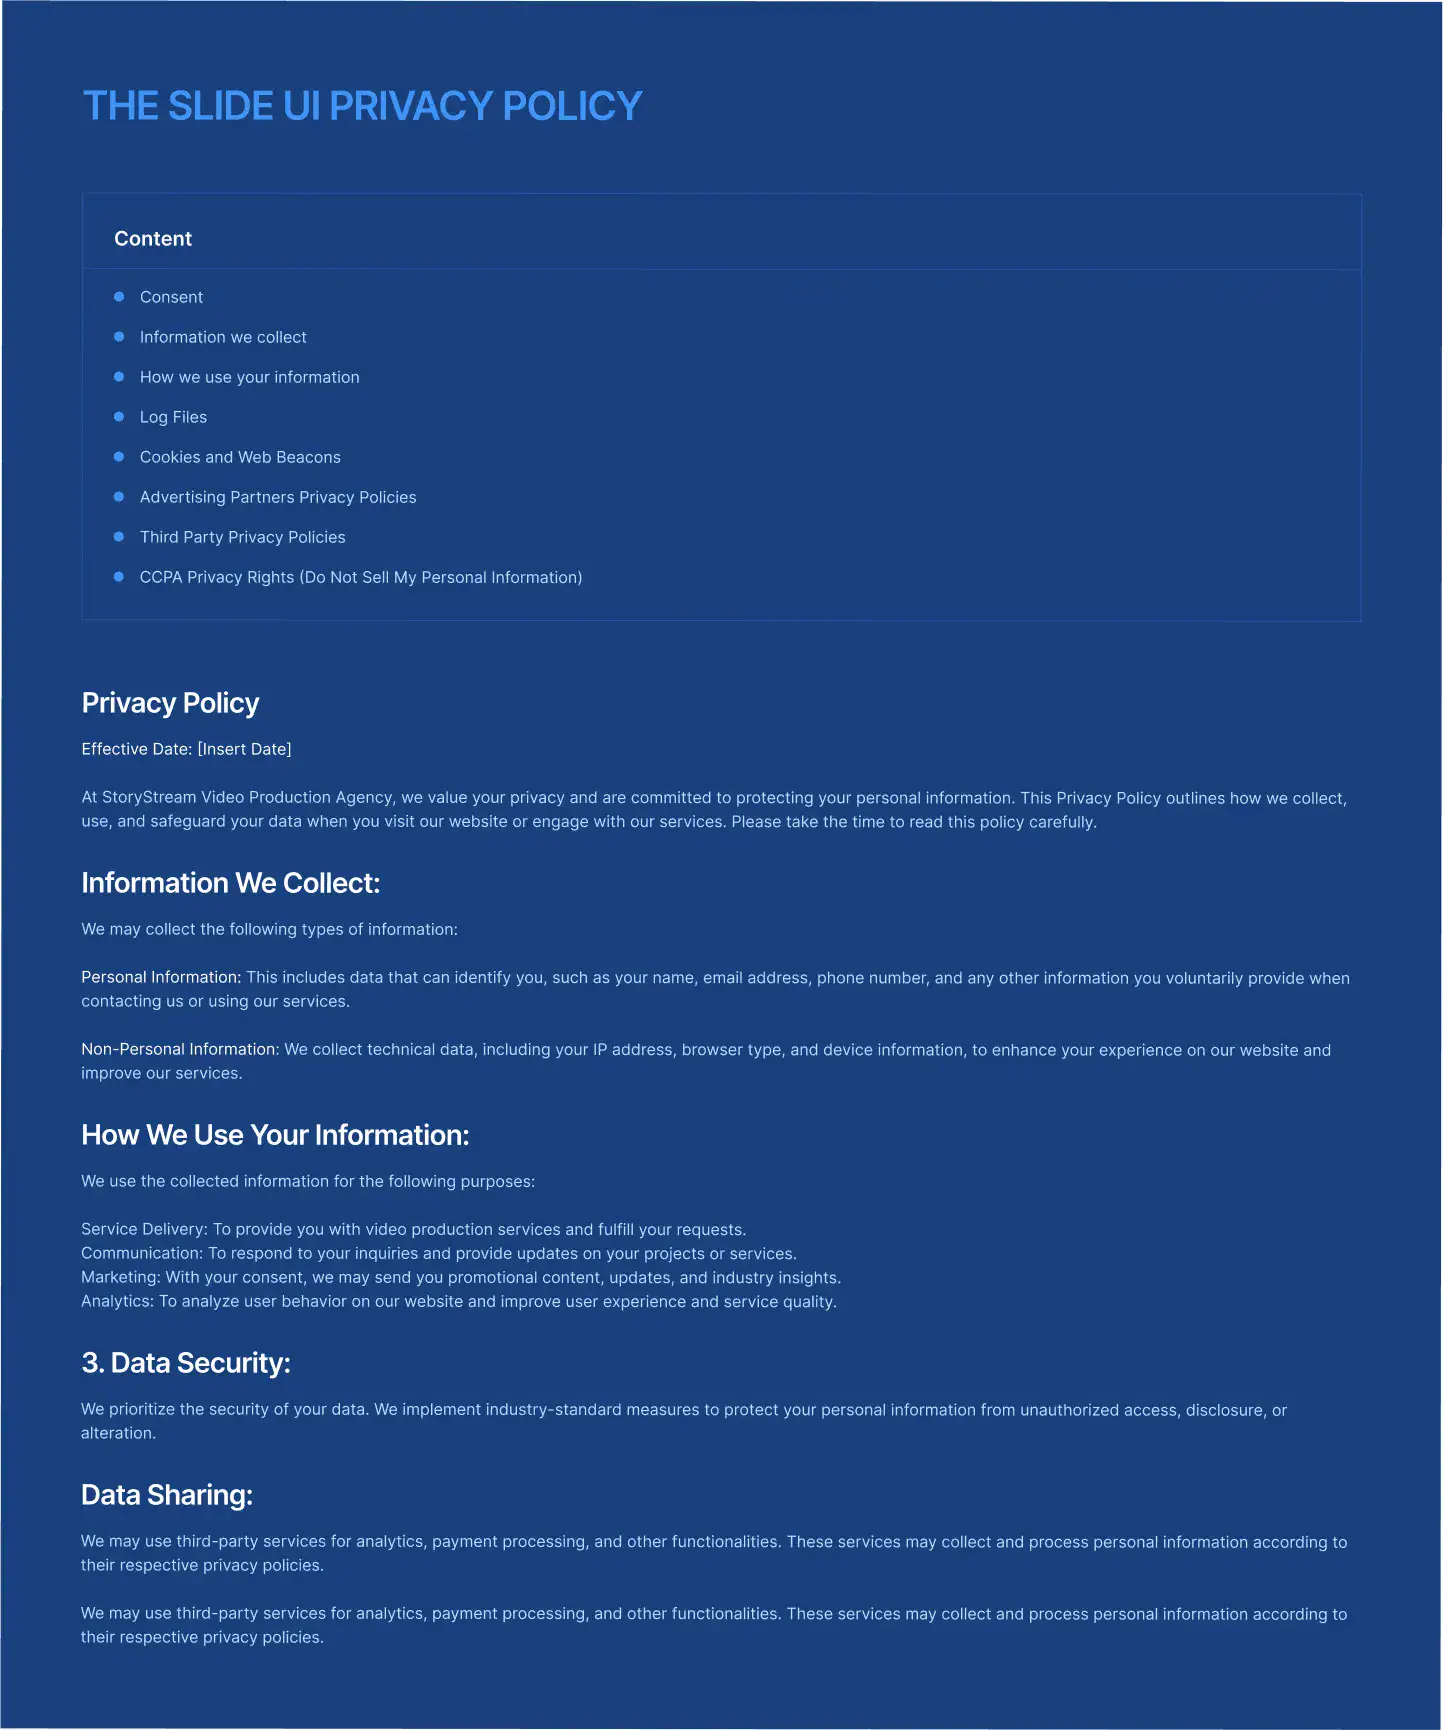 THE SLIDE UI PRIVACY POLICY
Content
Consent
Information we collect
How we use your information
Log Files
Cookies and Web Beacons
Advertising Partners Privacy Policies
Third Party Privacy Policies
CCPA Privacy Rights (Do Not Sell My Personal Information)
Privacy Policy
Effective Date: [Insert Date]
At StoryStream Video Production Agency, we value your privacy and are committed to protecting your personal information. This Privacy Policy outlines how we collect,
use, and safeguard your data when you visit our website or engage with our services. Please take the time to read this policy carefully.
Information We Collect:
We may collect the following types of information:
Personal Information: This includes data that can identify you, such as your name, email address, phone number, and any other information you voluntarily provide when
contacting us or using our services.
Non-Personal Information: We collect technical data, including your IP address, browser type, and device information, to enhance your experience on our website and
improve our services.
How We Use Your Information:
We use the collected information for the following purposes:
Service Delivery: To provide you with video production services and fulfill your requests.
Communication: To respond to your inquiries and provide updates on your projects or services.
Marketing: With your consent, we may send you promotional content, updates, and industry insights.
Analytics: To analyze user behavior on our website and improve user experience and service quality.
3. Data Security:
We prioritize the security of your data. We implement industry-standard measures to protect your personal information from unauthorized access, disclosure, or
alteration.
Data Sharing:
We may use third-party services for analytics, payment processing, and other functionalities. These services may collect and process personal information according to
their respective privacy policies.
We may use third-party services for analytics, payment processing, and other functionalities. These services may collect and process personal information according to
their respective privacy policies.